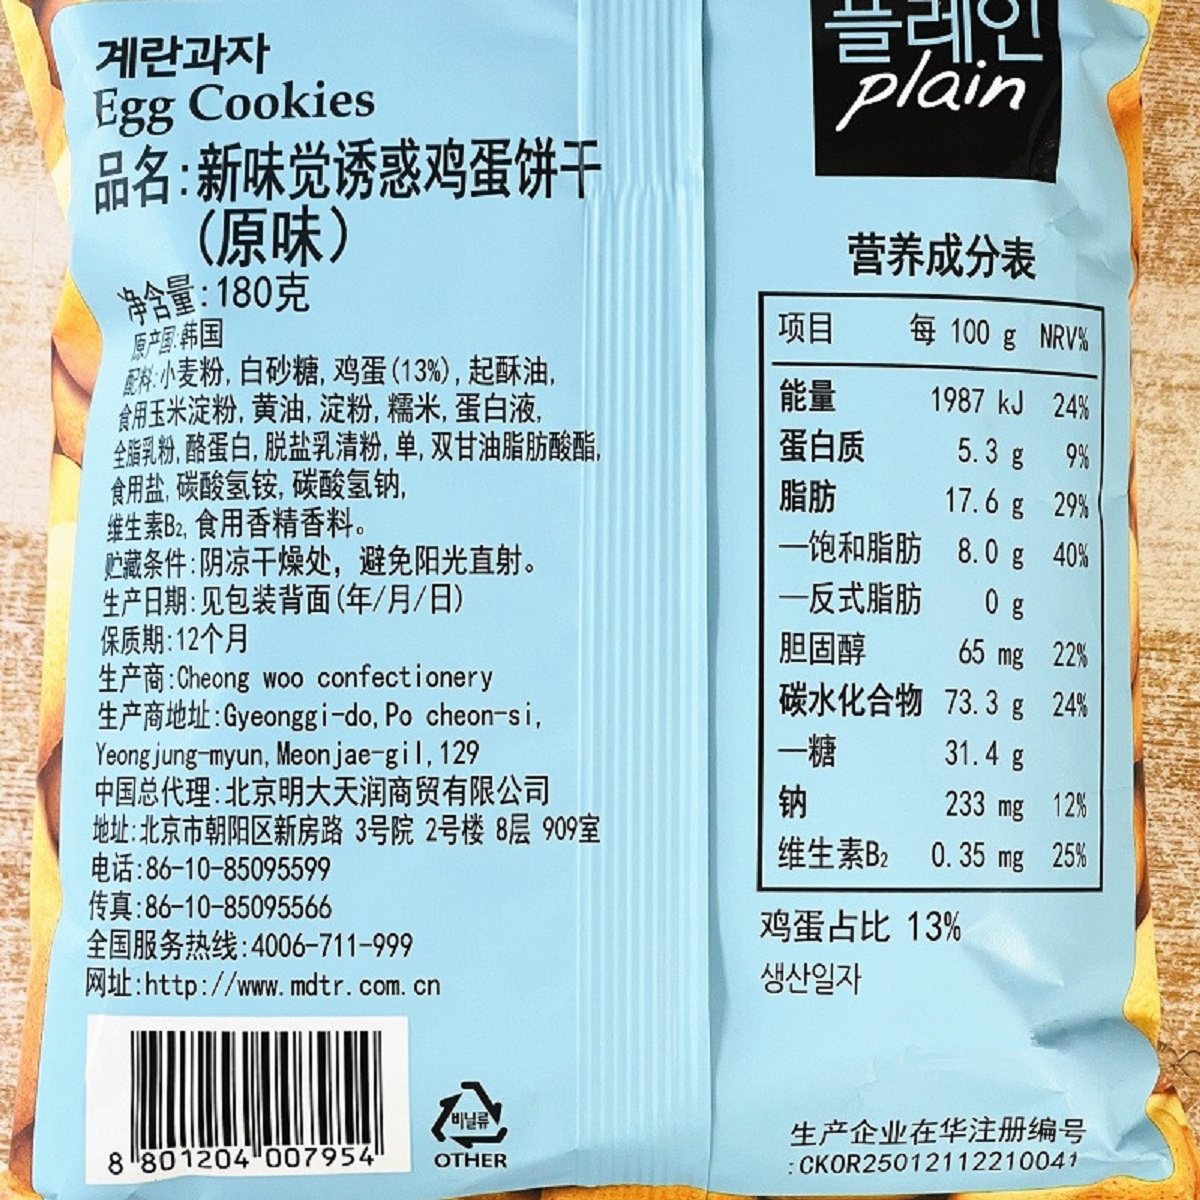 계란과자
Egg Cookies
品名:新味觉诱惑鸡蛋饼干
(原味)
净含量:180克
原产国:韩国
配料:小麦粉,白砂糖,鸡蛋(13%),起酥油,
食用玉米淀粉,黄油,淀粉,糯米,蛋白液,
全脂乳粉,酪蛋白,脱盐乳清粉,单,双甘油脂肪酸酯,
食用盐,碳酸氢铵,碳酸氢钠,
维生素B₂,食用香精香料。
贮藏条件:阴凉干燥处，避免阳光直射。
生产日期:见包装背面(年/月/日)
保质期:12个月
生产商:Cheong woo confectionery
生产商地址:Gyeonggi-do,Po cheon-si,
Yeongjung-myun,Meonjae-gil,129
中国总代理:北京明大天润商贸有限公司
地址:北京市朝阳区新房路 3号院 2号楼 8层 909室
电话:86-10-85095599
传真:86-10-85095566
全国服务热线:4006-711-999
网址:http://www.mdtr.com.cn
8 801204 007954
비닐류
OTHER
플레인
plain
营养成分表
项目 每 100 g NRV%
能量 1987 kJ 24%
蛋白质 5.3 g 9%
脂肪 17.6 g 29%
—饱和脂肪 8.0 g 40%
—反式脂肪 0 g
胆固醇 65 mg 22%
碳水化合物 73.3 g 24%
—糖 31.4 g
钠 233 mg 12%
维生素B₂ 0.35 mg 25%
鸡蛋占比 13%
생산일자
生产企业在华注册编号
:CKOR25012112210041